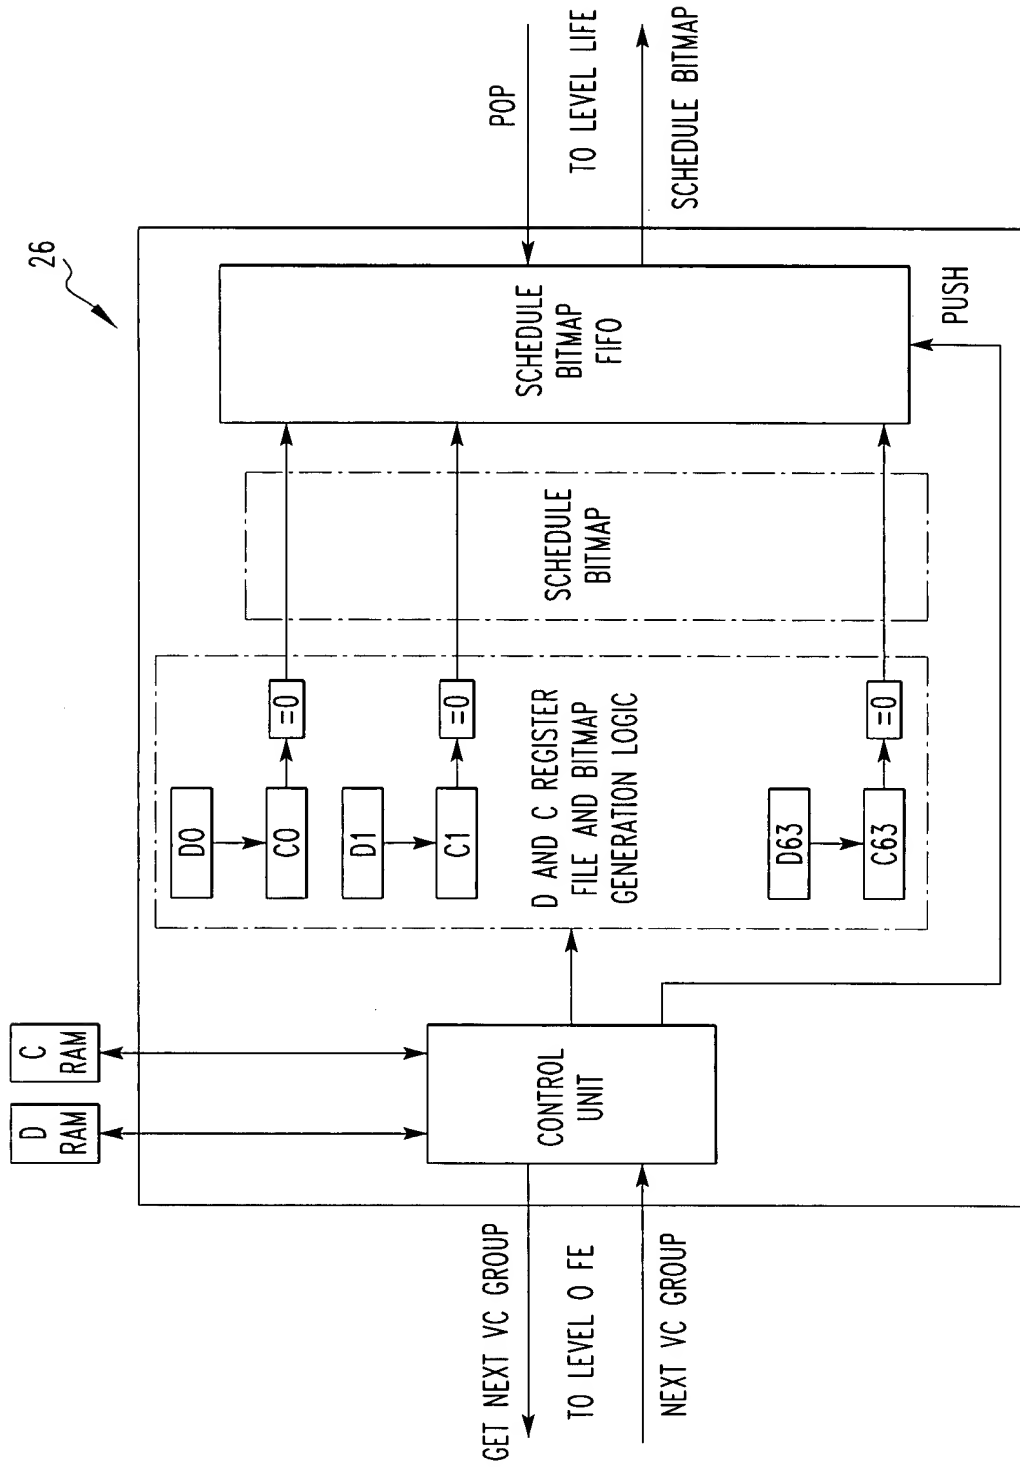 26
D
RAM
C
RAM
GET NEXT VC GROUP
TO LEVEL 0 FE
NEXT VC GROUP
CONTROL
UNIT
D0
C0
=0
D1
C1
=0
D AND C REGISTER
FILE AND BITMAP
GENERATION LOGIC
D63
C63
=0
SCHEDULE
BITMAP
SCHEDULE
BITMAP
FIFO
PUSH
POP
TO LEVEL LIFE
SCHEDULE BITMAP